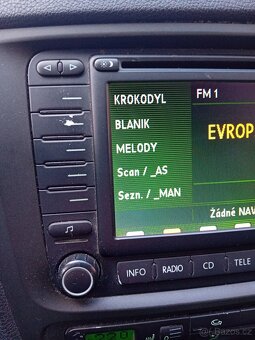 KROKODYL
FM 1
BLANIK
EVROP
MELODY
Scan / _AS
Sezn. / _MAN
Žádné NAV
INFO
RADIO
CD
TELE